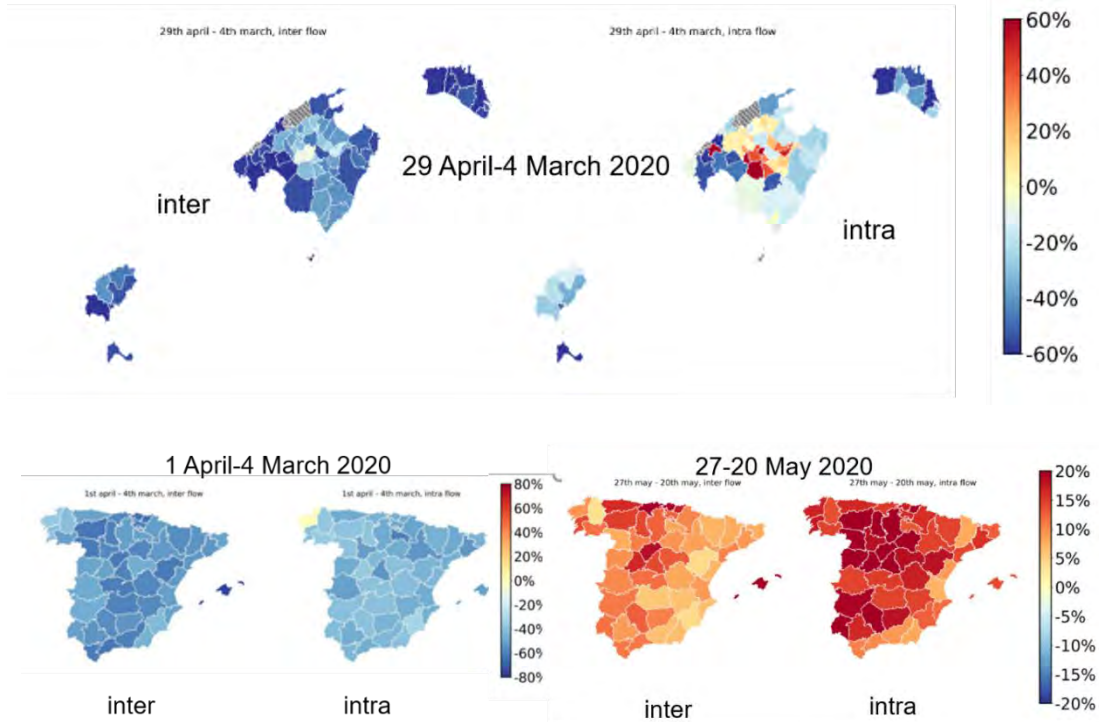 29th april - 4th march, inter flow
29th april - 4th march, intra flow
60%
40%
20%
0%
-20%
-40%
-60%
29 April-4 March 2020
inter
intra
1 April-4 March 2020
1st april - 4th march, inter flow
1st april - 4th march, intra flow
80%
60%
40%
20%
0%
-20%
-40%
-60%
-80%
inter
intra
27-20 May 2020
27th may - 20th may, inter flow
27th may - 20th may, intra flow
20%
15%
10%
5%
0%
-5%
-10%
-15%
-20%
inter
intra